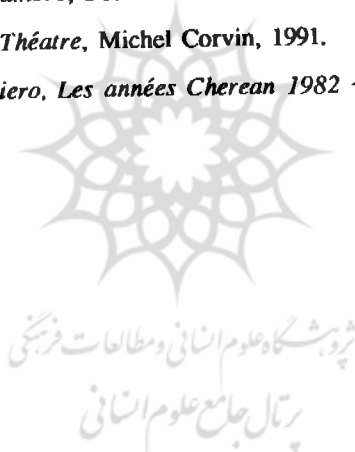 Théatre, Michel Corvin, 1991.
iero, Les années Cherean 1982 -
پژوهشگاه علوم انسانی و مطالعات فرهنگی
پرتال جامع علوم انسانی